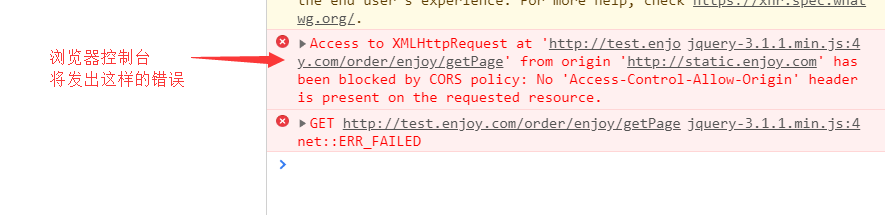 the end user's experience. For more help, check https://xhr.spec.what
wg.org/.
浏览器控制台
将发出这样的错误
Access to XMLHttpRequest at 'http://test.enjo jquery-3.1.1.min.js:4
y.com/order/enjoy/getPage' from origin 'http://static.enjoy.com' has
been blocked by CORS policy: No 'Access-Control-Allow-Origin' header
is present on the requested resource.
GET http://test.enjoy.com/order/enjoy/getPage jquery-3.1.1.min.js:4
net::ERR_FAILED